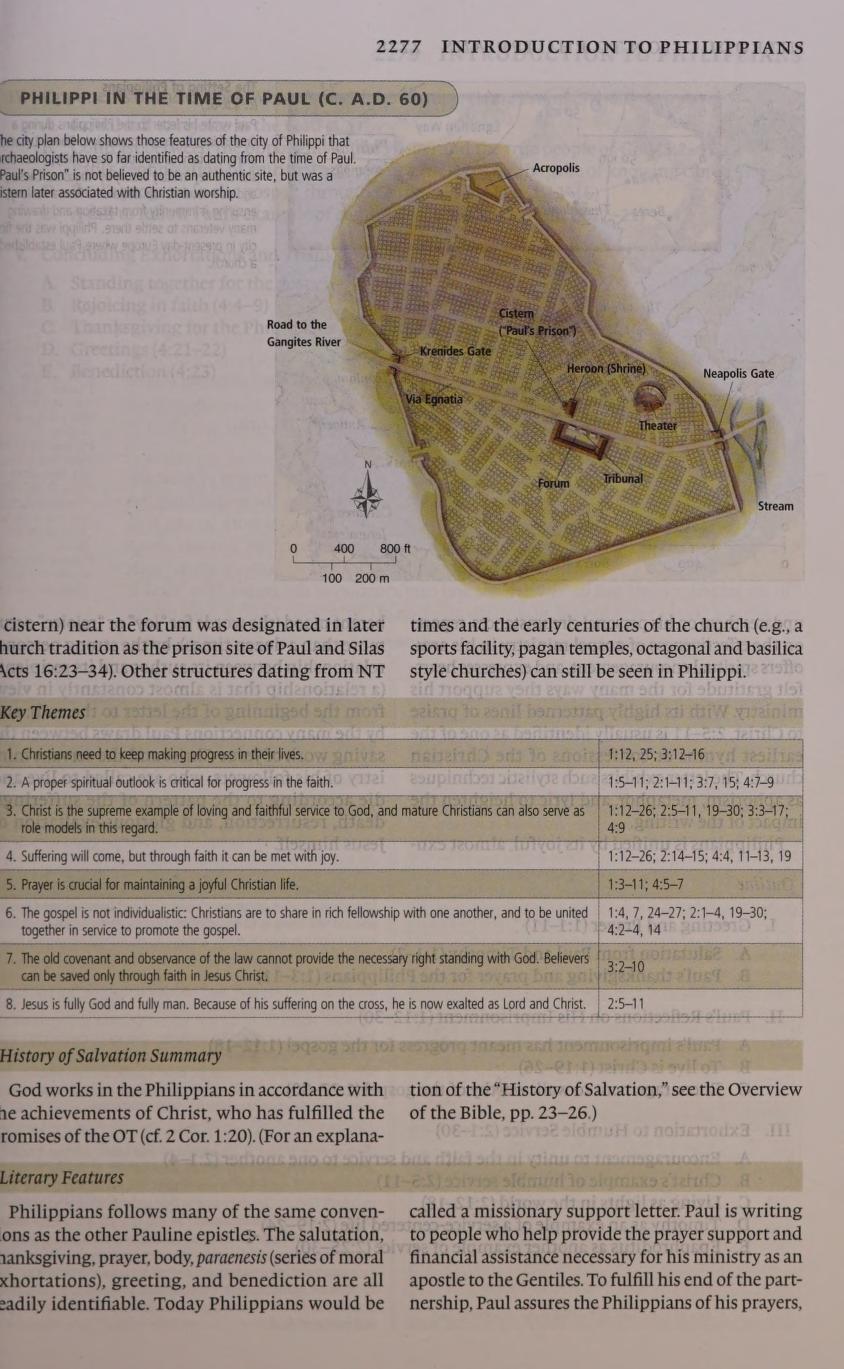 2277 INTRODUCTION TO PHILIPPIANS
PHILIPPI IN THE TIME OF PAUL (C. A.D. 60)
he city plan below shows those features of the city of Philippi that
rchaeologists have so far identified as dating from the time of Paul.
Paul's Prison" is not believed to be an authentic site, but was a
istern later associated with Christian worship.
Acropolis
Cistern
("Paul's Prison")
Road to the
Gangites River
Krenides Gate
Heroon (Shrine)
Neapolis Gate
Via Egnatia
Theater
Forum
Tribunal
Stream
N
0 400 800 ft
100 200 m
cistern) near the forum was designated in later
hurch tradition as the prison site of Paul and Silas
Acts 16:23–34). Other structures dating from NT
times and the early centuries of the church (e.g., a
sports facility, pagan temples, octagonal and basilica
style churches) can still be seen in Philippi.
Key Themes
1. Christians need to keep making progress in their lives. 1:12, 25; 3:12–16
2. A proper spiritual outlook is critical for progress in the faith. 1:5–11; 2:1–11; 3:7, 15; 4:7–9
3. Christ is the supreme example of loving and faithful service to God, and mature Christians can also serve as 1:12–26; 2:5–11, 19–30; 3:3–17;
role models in this regard. 4:9
4. Suffering will come, but through faith it can be met with joy. 1:12–26; 2:14–15; 4:4, 11–13, 19
5. Prayer is crucial for maintaining a joyful Christian life. 1:3–11; 4:5–7
6. The gospel is not individualistic: Christians are to share in rich fellowship with one another, and to be united 1:4, 7, 24–27; 2:1–4, 19–30;
together in service to promote the gospel. 4:2–4, 14
7. The old covenant and observance of the law cannot provide the necessary right standing with God. Believers
can be saved only through faith in Jesus Christ. 3:2–10
8. Jesus is fully God and fully man. Because of his suffering on the cross, he is now exalted as Lord and Christ. 2:5–11
History of Salvation Summary
God works in the Philippians in accordance with
he achievements of Christ, who has fulfilled the
romises of the OT (cf. 2 Cor. 1:20). (For an explana-
tion of the "History of Salvation," see the Overview
of the Bible, pp. 23–26.)
Literary Features
Philippians follows many of the same conven-
ions as the other Pauline epistles. The salutation,
hanksgiving, prayer, body, paraenesis (series of moral
xhortations), greeting, and benediction are all
eadily identifiable. Today Philippians would be
called a missionary support letter. Paul is writing
to people who help provide the prayer support and
financial assistance necessary for his ministry as an
apostle to the Gentiles. To fulfill his end of the part-
nership, Paul assures the Philippians of his prayers,